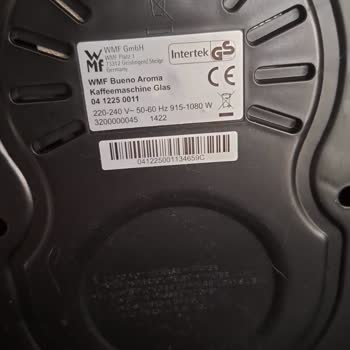 WMF
WMF GmbH
WMF Platz 1
73312 Geislingen/Steige
Germany
Intertek GS
WMF Bueno Aroma
Kaffeemaschine Glas
04 1225 0011
CE
220-240 V~ 50-60 Hz 915-1080 W
3200000045 1422
041225001134659C